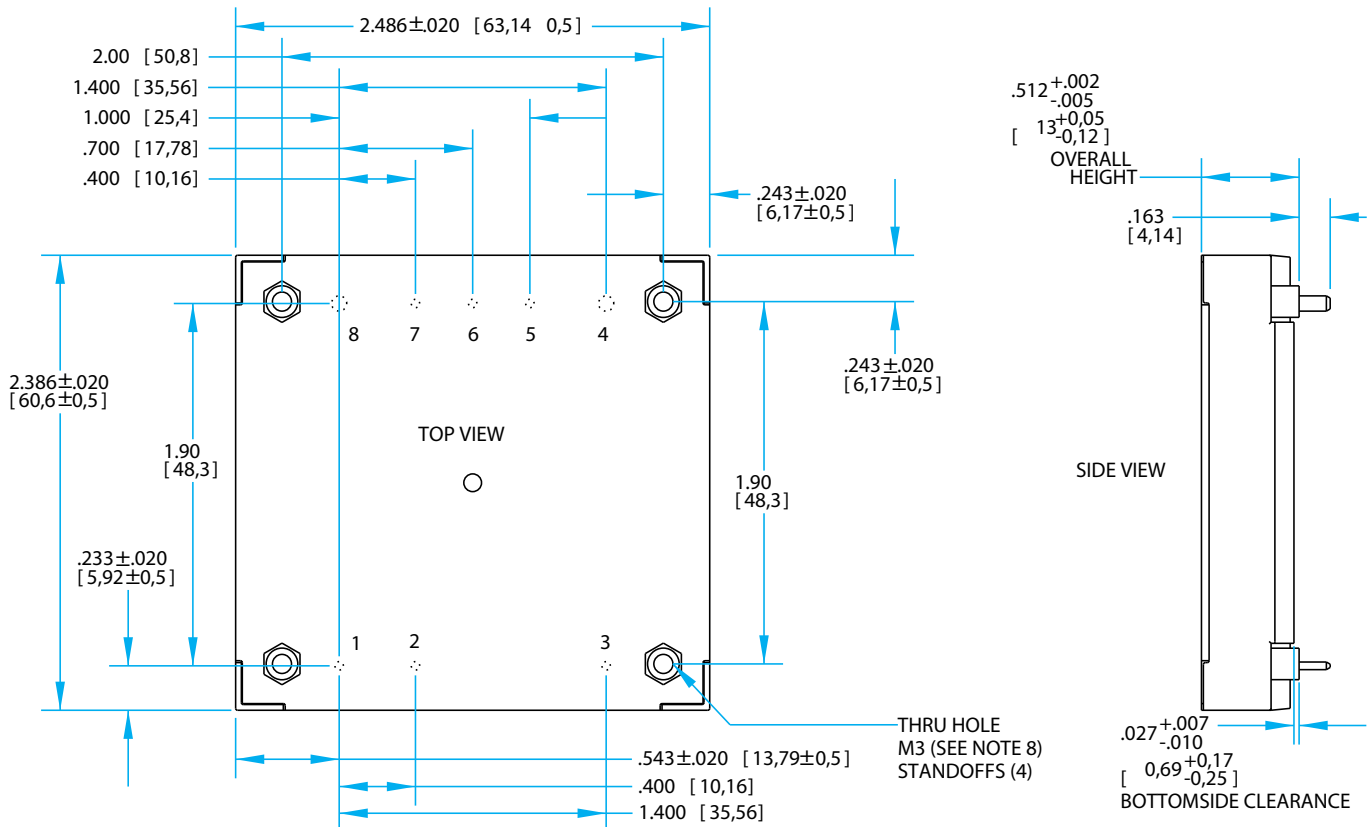 2.486±.020 [63,14 0,5]
2.00 [50,8]
1.400 [35,56]
1.000 [25,4]
.700 [17,78]
.400 [10,16]
.243±.020
[6,17±0,5]
.512 +.002
-.005
[ 13 +0,05
-0,12 ]
OVERALL
HEIGHT
.163
[4,14]
8 7 6 5 4
.243±.020
[6,17±0,5]
2.386±.020
[60,6±0,5]
TOP VIEW
1.90
[48,3]
1.90
[48,3]
SIDE VIEW
.233±.020
[5,92±0,5]
1 2 3
THRU HOLE
M3 (SEE NOTE 8)
STANDOFFS (4)
.027 +.007
-.010
[ 0,69 +0,17
-0,25 ]
BOTTOMSIDE CLEARANCE
.543±.020 [13,79±0,5]
.400 [10,16]
1.400 [35,56]